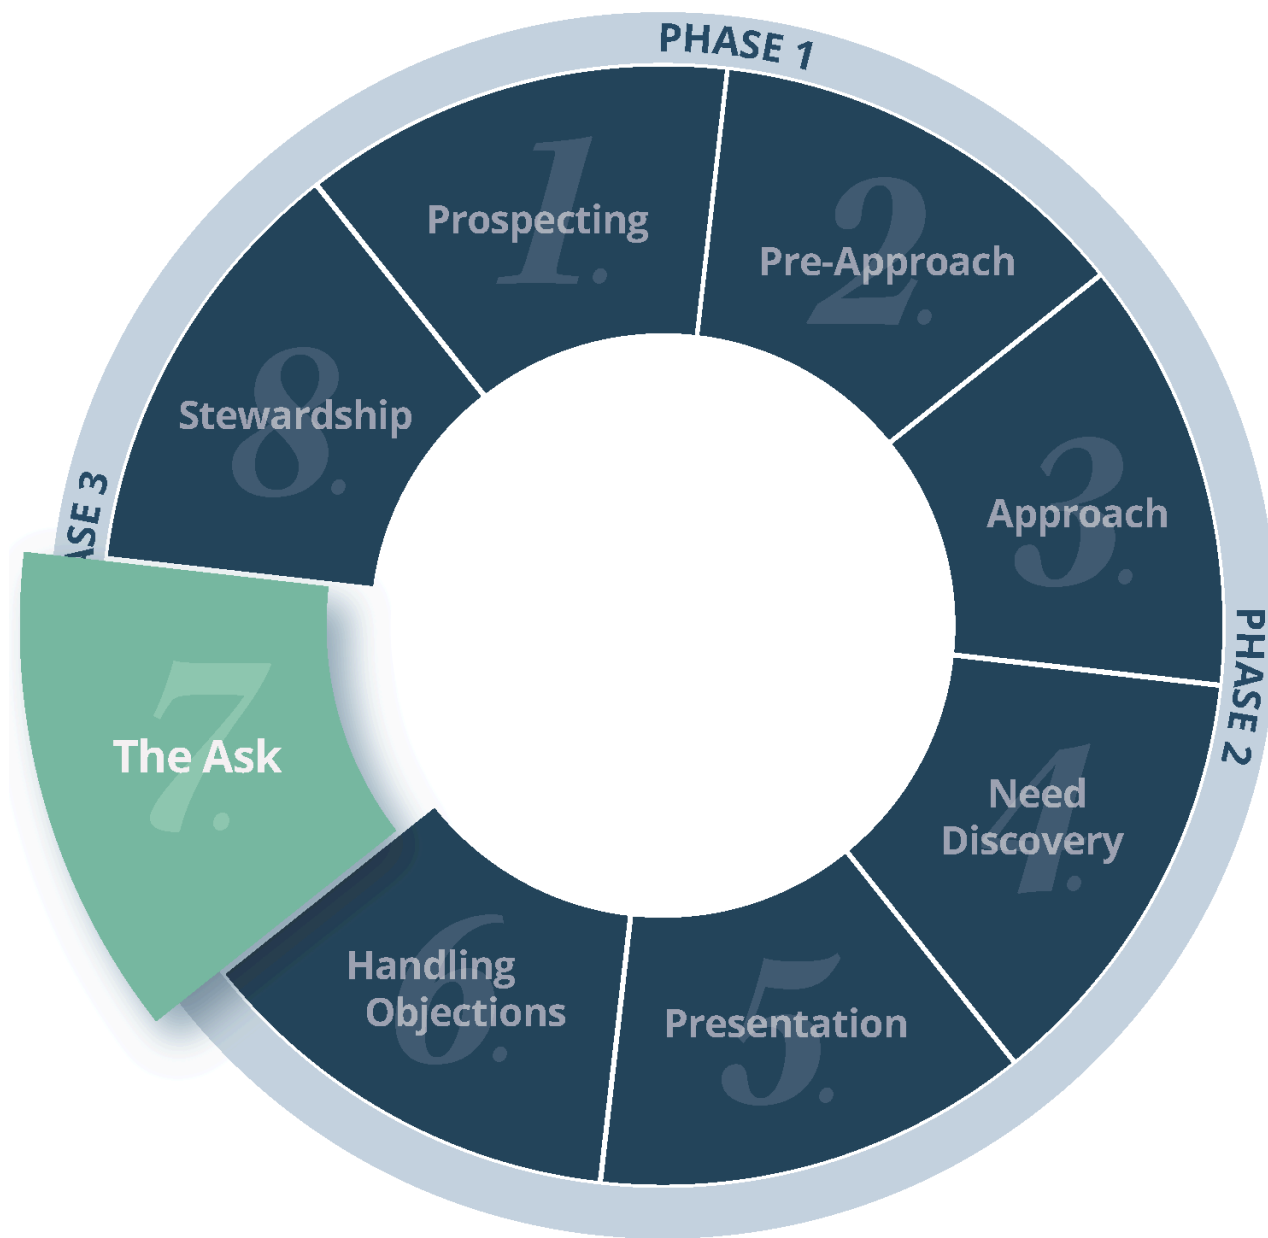 PHASE 1
1.
Prospecting
2.
Pre-Approach
3.
Approach
PHASE 2
4.
Need
Discovery
5.
Presentation
6.
Handling
Objections
7.
The Ask
8.
Stewardship
ASE 3